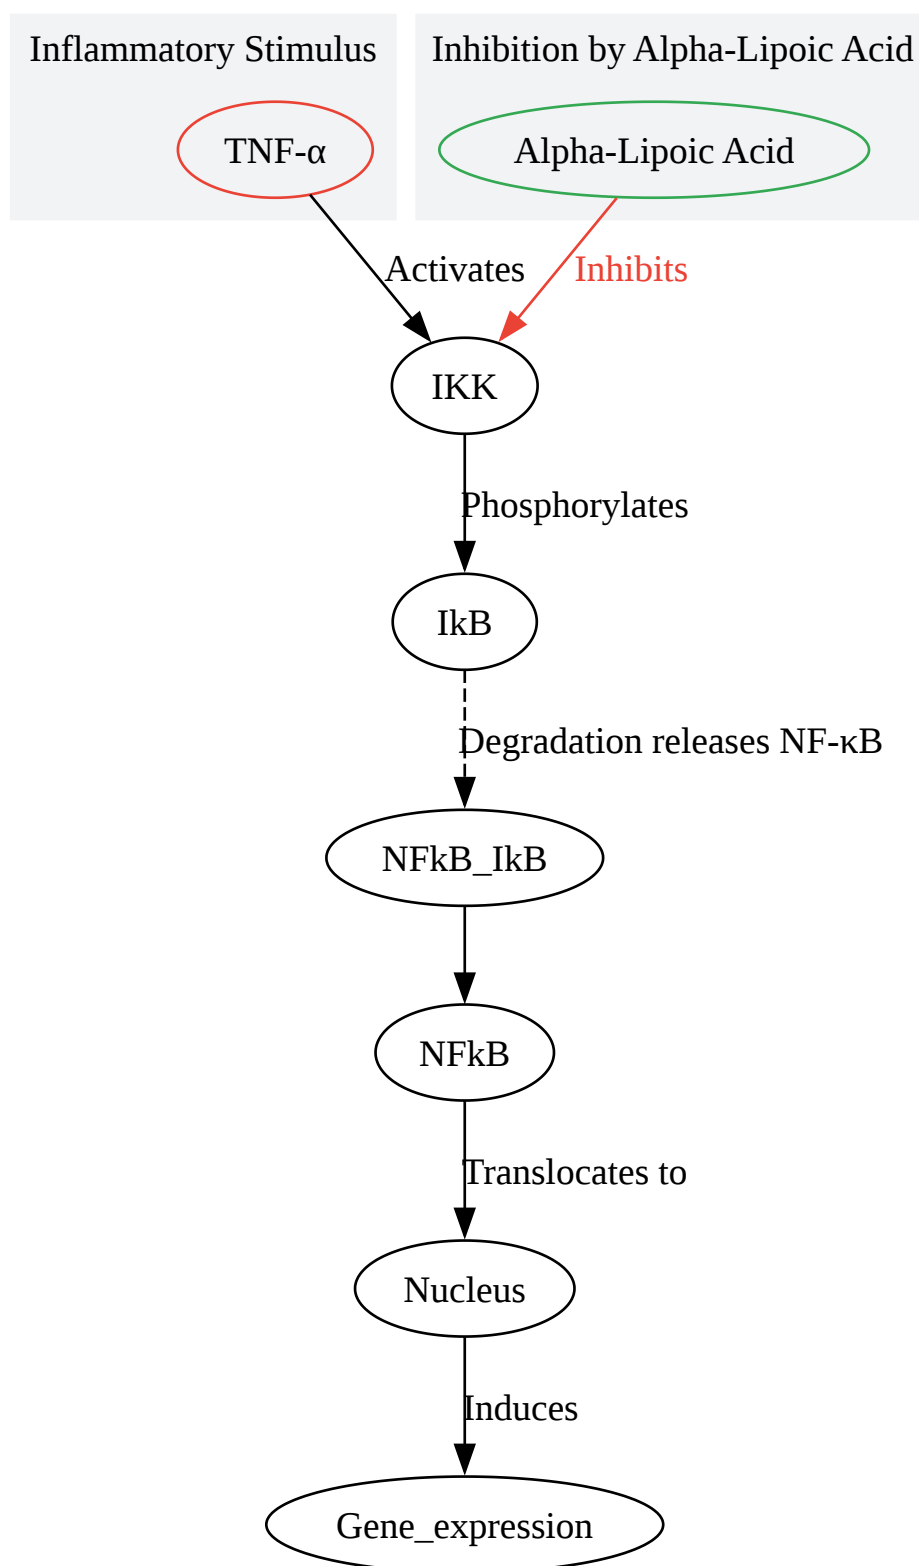 Inflammatory Stimulus
Inhibition by Alpha-Lipoic Acid
TNF-α
Alpha-Lipoic Acid
Activates
Inhibits
IKK
Phosphorylates
IkB
Degradation releases NF-κB
NFkB_IkB
NFkB
Translocates to
Nucleus
Induces
Gene_expression